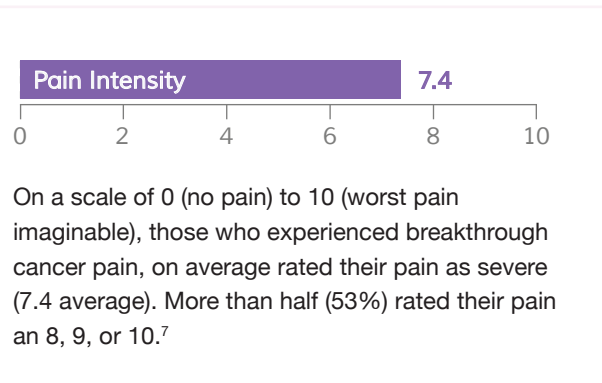 Pain Intensity 7.4
0 2 4 6 8 10
On a scale of 0 (no pain) to 10 (worst pain
imaginable), those who experienced breakthrough
cancer pain, on average rated their pain as severe
(7.4 average). More than half (53%) rated their pain
an 8, 9, or 10.⁷